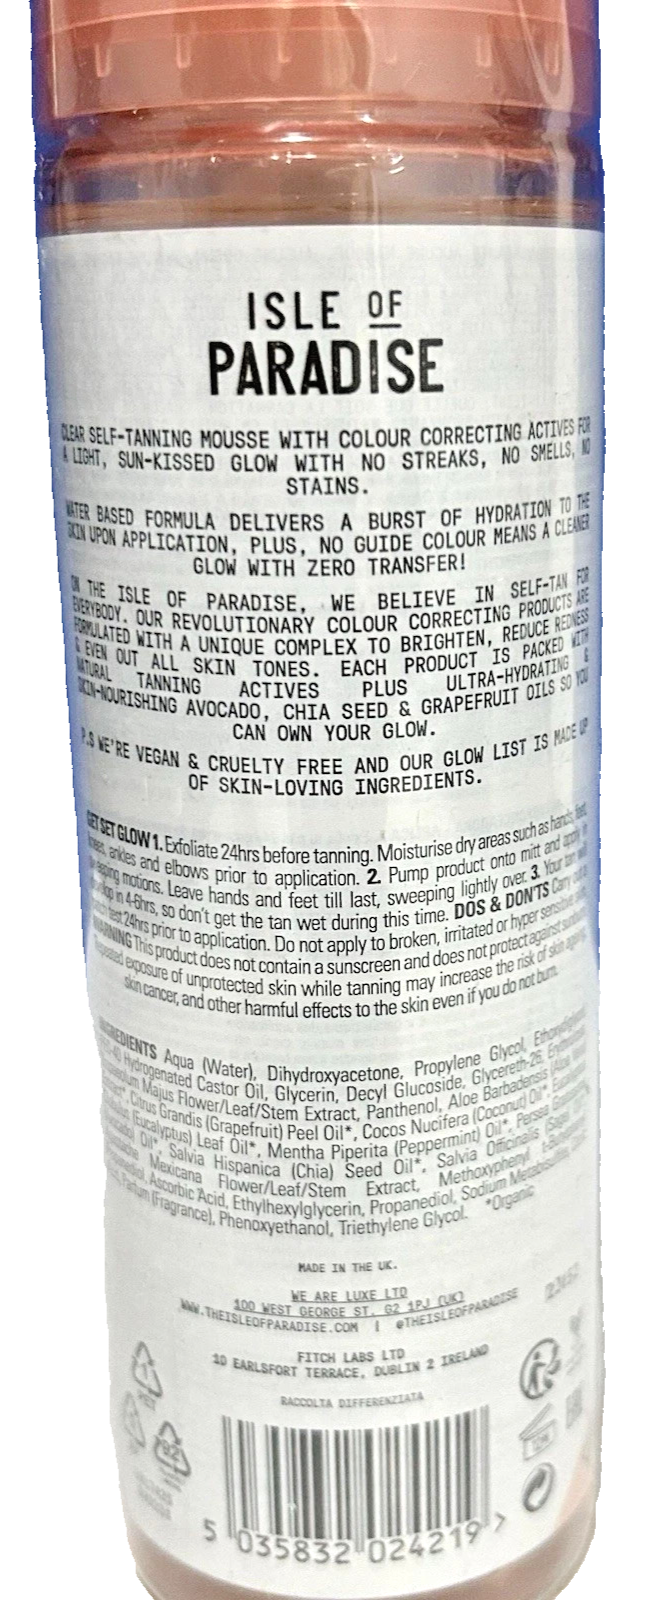 ISLE OF
PARADISE
CLEAR SELF-TANNING MOUSSE WITH COLOUR CORRECTING ACTIVES FOR
A LIGHT, SUN-KISSED GLOW WITH NO STREAKS, NO SMELLS, NO
STAINS.
WATER BASED FORMULA DELIVERS A BURST OF HYDRATION TO THE
SKIN UPON APPLICATION, PLUS, NO GUIDE COLOUR MEANS A CLEANER
GLOW WITH ZERO TRANSFER!
ON THE ISLE OF PARADISE, WE BELIEVE IN SELF-TAN FOR
EVERYBODY. OUR REVOLUTIONARY COLOUR CORRECTING PRODUCTS ARE
FORMULATED WITH A UNIQUE COMPLEX TO BRIGHTEN, REDUCE REDNESS
& EVEN OUT ALL SKIN TONES. EACH PRODUCT IS PACKED WITH
NATURAL TANNING ACTIVES PLUS ULTRA-HYDRATING &
SKIN-NOURISHING AVOCADO, CHIA SEED & GRAPEFRUIT OILS SO YOU
CAN OWN YOUR GLOW.
P.S WE'RE VEGAN & CRUELTY FREE AND OUR GLOW LIST IS MADE UP
OF SKIN-LOVING INGREDIENTS.
GET SET GLOW 1. Exfoliate 24hrs before tanning. Moisturise dry areas such as hands, feet,
knees, ankles and elbows prior to application. 2. Pump product onto mitt and apply in
sweeping motions. Leave hands and feet till last, sweeping lightly over. 3. Your tan will
develop in 4-6hrs, so don't get the tan wet during this time. DOS & DON'TS Carry out a
patch test 24hrs prior to application. Do not apply to broken, irritated or hyper sensitive
WARNING This product does not contain a sunscreen and does not protect against
repeated exposure of unprotected skin while tanning may increase the risk of skin ageing,
skin cancer, and other harmful effects to the skin even if you do not burn.
INGREDIENTS Aqua (Water), Dihydroxyacetone, Propylene Glycol,
Hydrogenated Castor Oil, Glycerin, Decyl Glucoside, Glycereth-26,
Majus Flower/Leaf/Stem Extract, Panthenol, Aloe Barbadensis
Citrus Grandis (Grapefruit) Peel Oil*, Cocos Nucifera (Coconut) Oil*,
(Eucalyptus) Leaf Oil*, Mentha Piperita (Peppermint) Oil*, Persea
Oil*, Salvia Hispanica (Chia) Seed Oil*, Salvia Officinalis
Mexicana Flower/Leaf/Stem Extract, Methoxyphenyl
Ascorbic Acid, Ethylhexylglycerin, Propanediol, Sodium
(Fragrance), Phenoxyethanol, Triethylene Glycol. *Organic
MADE IN THE UK.
WE ARE LUXE LTD
100 WEST GEORGE ST, G2 1PJ (UK)
WWW.THEISLEOFPARADISE.COM | @THEISLEOFPARADISE
FITCH LABS LTD
10 EARLSFORT TERRACE, DUBLIN 2 IRELAND
RACCOLTA DIFFERENZIATA
5 035832 024219 >